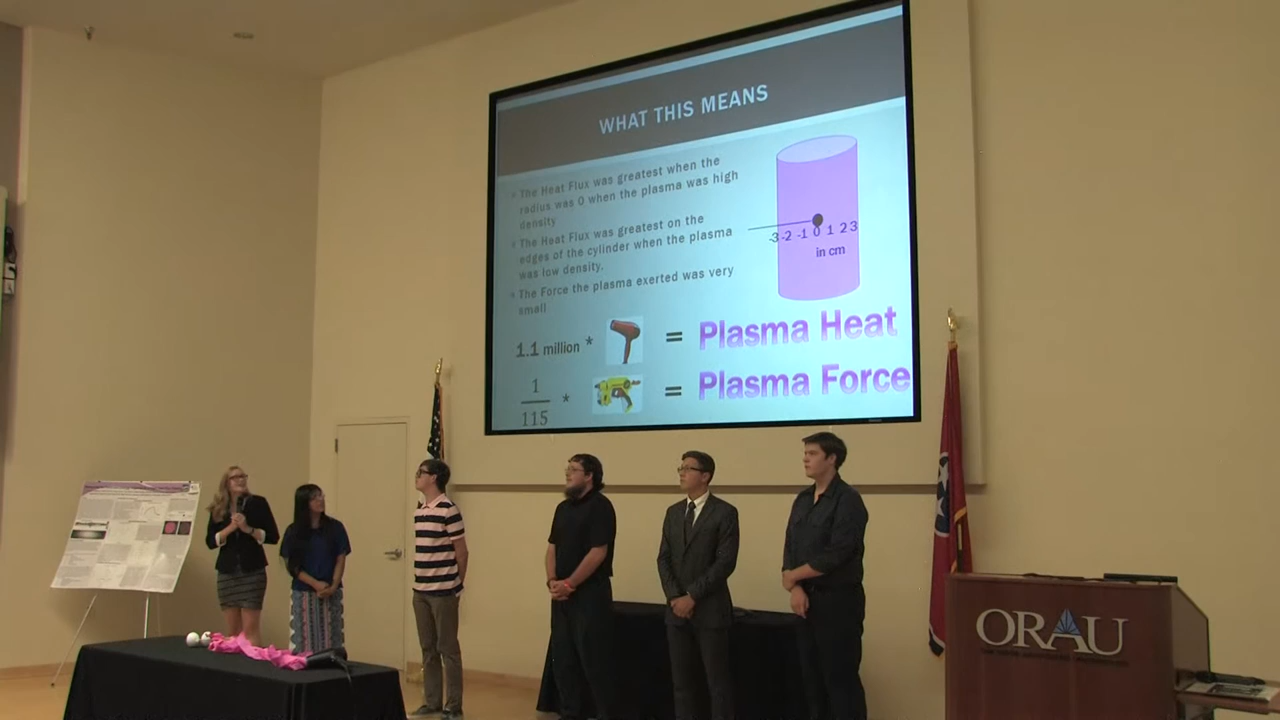 WHAT THIS MEANS
The Heat Flux was greatest when the
radius was 0 when the plasma was high
density
The Heat Flux was greatest on the
edges of the cylinder when the plasma
was low density.
The Force the plasma exerted was very
small
-3 -2 -1 0 1 2 3
in cm
1.1 million * = Plasma Heat
1
115 * = Plasma Force
ORAU